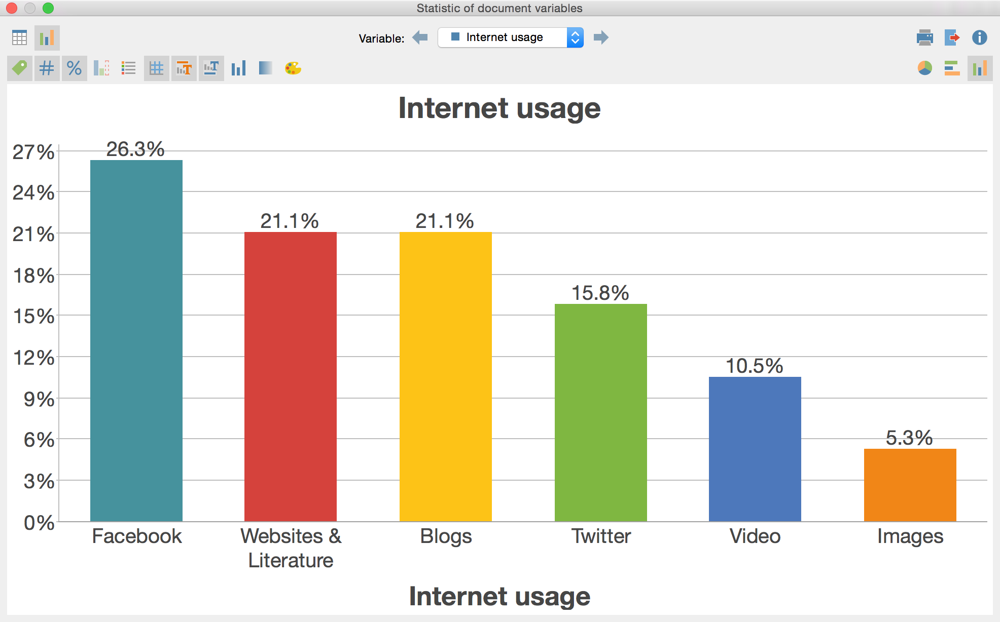 Statistic of document variables
Variable: Internet usage
Internet usage
27%
24%
21%
18%
15%
12%
9%
6%
3%
0%
26.3%
21.1%
21.1%
15.8%
10.5%
5.3%
Facebook
Websites &
Literature
Blogs
Twitter
Video
Images
Internet usage